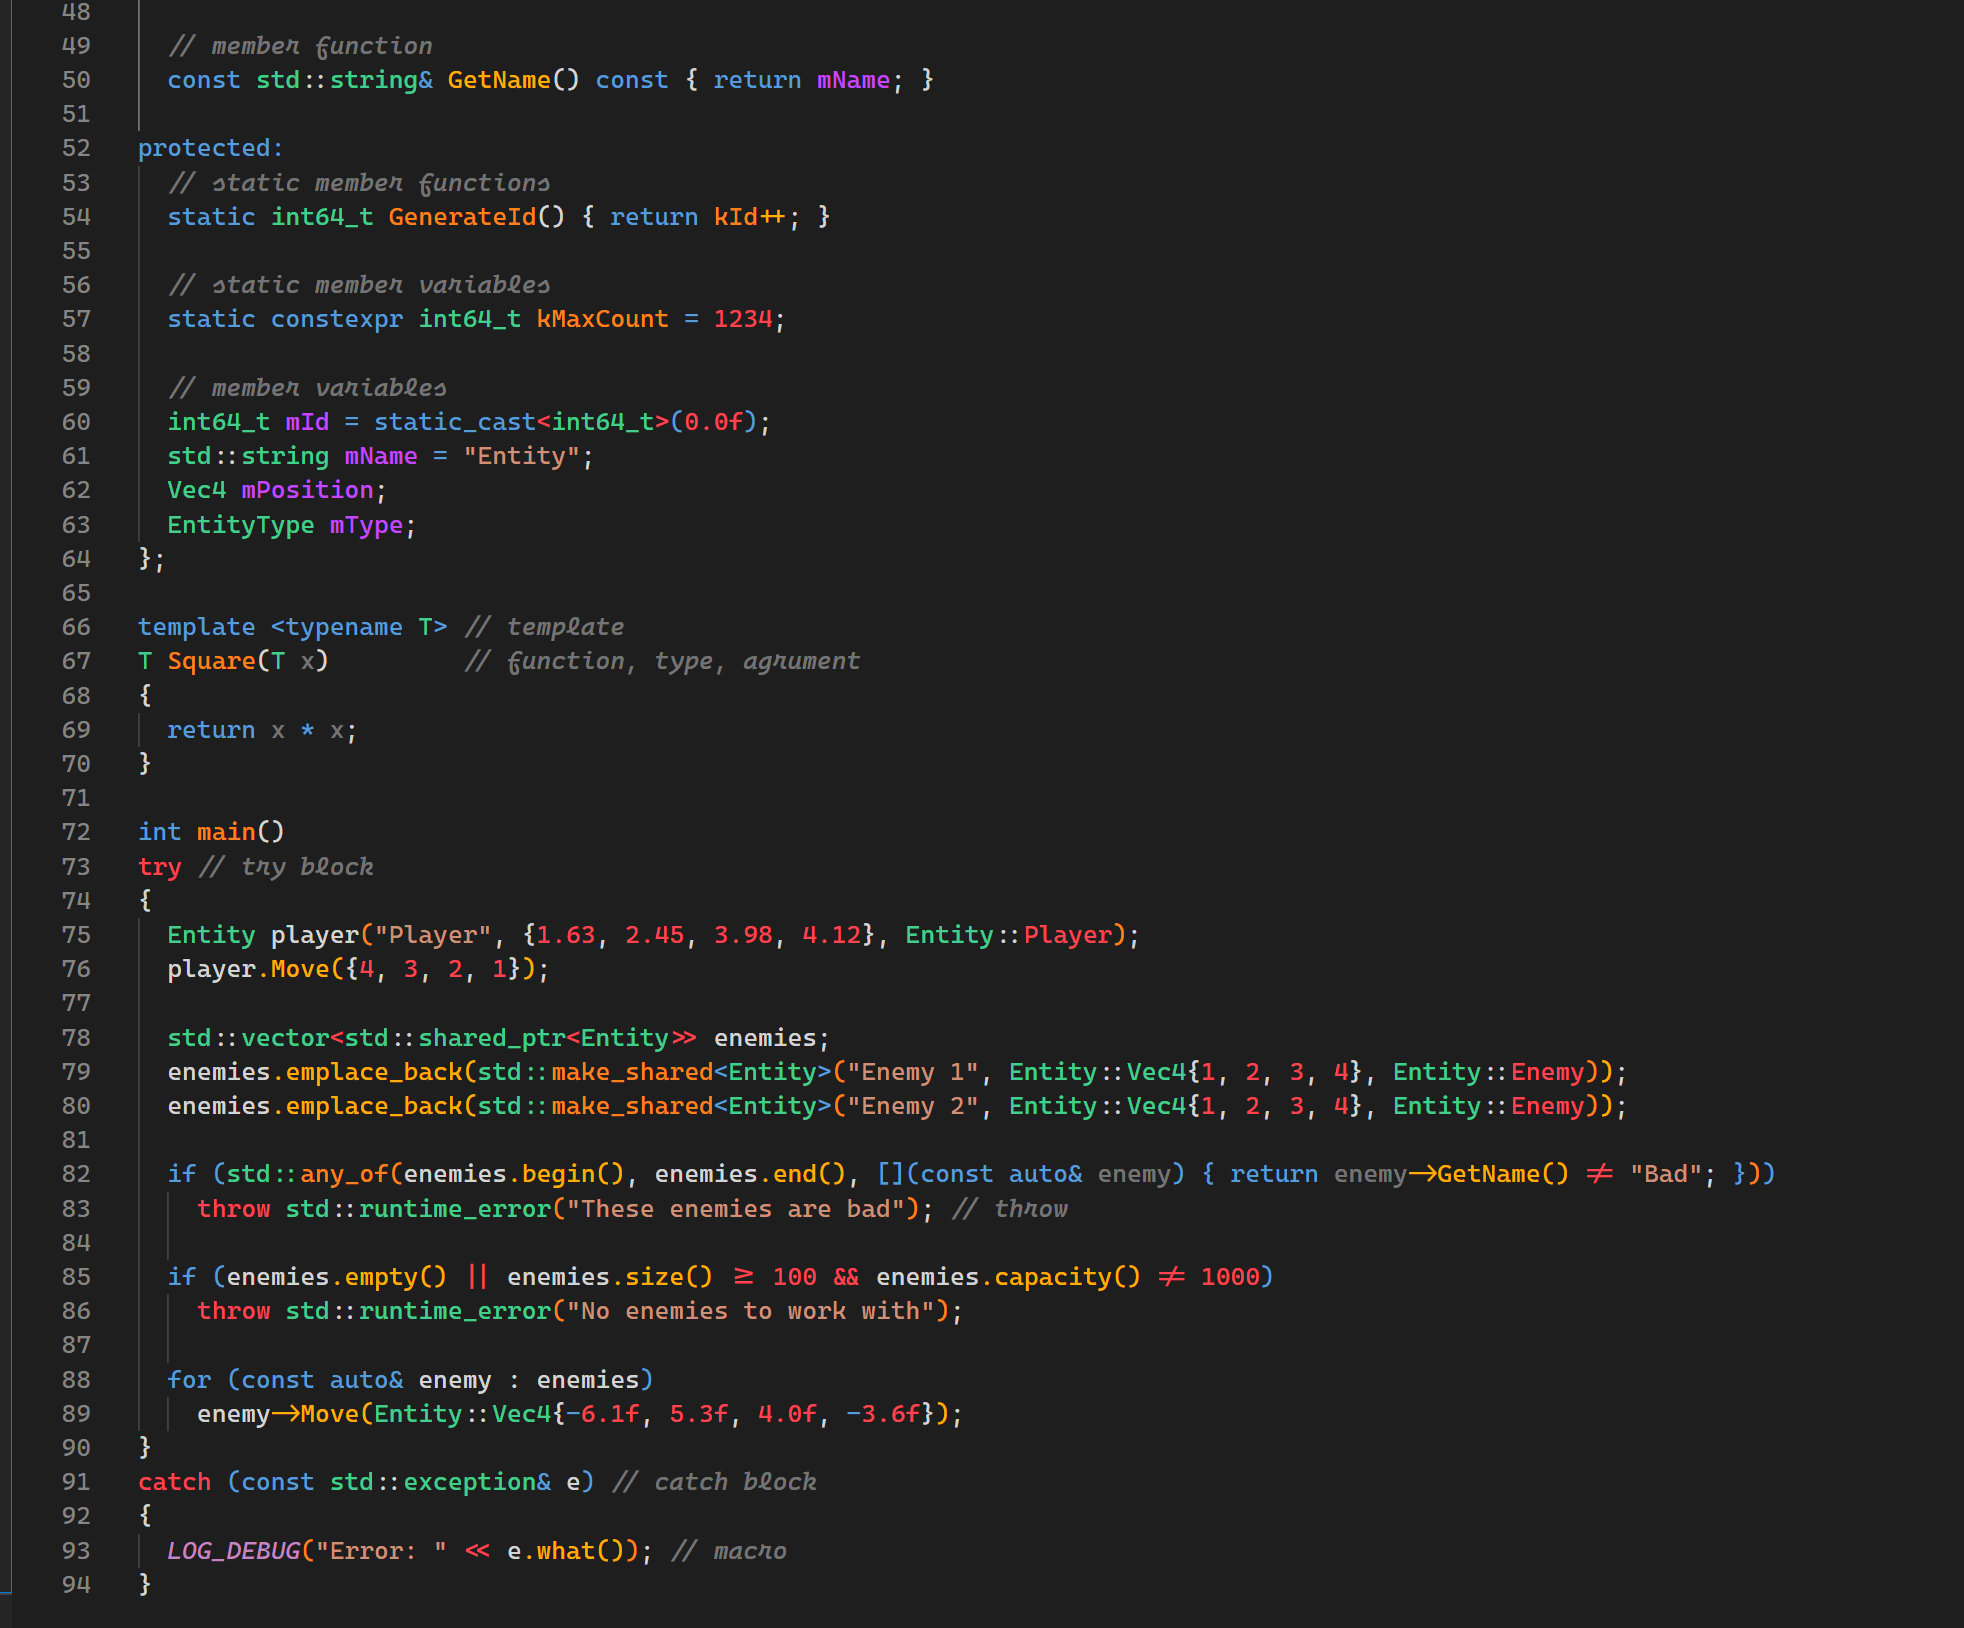 48
49 // member function
50 const std::string& GetName() const { return mName; }
51
52 protected:
53 // static member functions
54 static int64_t GenerateId() { return kId++; }
55
56 // static member variables
57 static constexpr int64_t kMaxCount = 1234;
58
59 // member variables
60 int64_t mId = static_cast<int64_t>(0.0f);
61 std::string mName = "Entity";
62 Vec4 mPosition;
63 EntityType mType;
64 };
65
66 template <typename T> // template
67 T Square(T x) // function, type, agrument
68 {
69 return x * x;
70 }
71
72 int main()
73 try // try block
74 {
75 Entity player("Player", {1.63, 2.45, 3.98, 4.12}, Entity::Player);
76 player.Move({4, 3, 2, 1});
77
78 std::vector<std::shared_ptr<Entity>> enemies;
79 enemies.emplace_back(std::make_shared<Entity>("Enemy 1", Entity::Vec4{1, 2, 3, 4}, Entity::Enemy));
80 enemies.emplace_back(std::make_shared<Entity>("Enemy 2", Entity::Vec4{1, 2, 3, 4}, Entity::Enemy));
81
82 if (std::any_of(enemies.begin(), enemies.end(), [](const auto& enemy) { return enemy->GetName() != "Bad"; }))
83 throw std::runtime_error("These enemies are bad"); // throw
84
85 if (enemies.empty() || enemies.size() >= 100 && enemies.capacity() != 1000)
86 throw std::runtime_error("No enemies to work with");
87
88 for (const auto& enemy : enemies)
89 enemy->Move(Entity::Vec4{-6.1f, 5.3f, 4.0f, -3.6f});
90 }
91 catch (const std::exception& e) // catch block
92 {
93 LOG_DEBUG("Error: " << e.what()); // macro
94 }